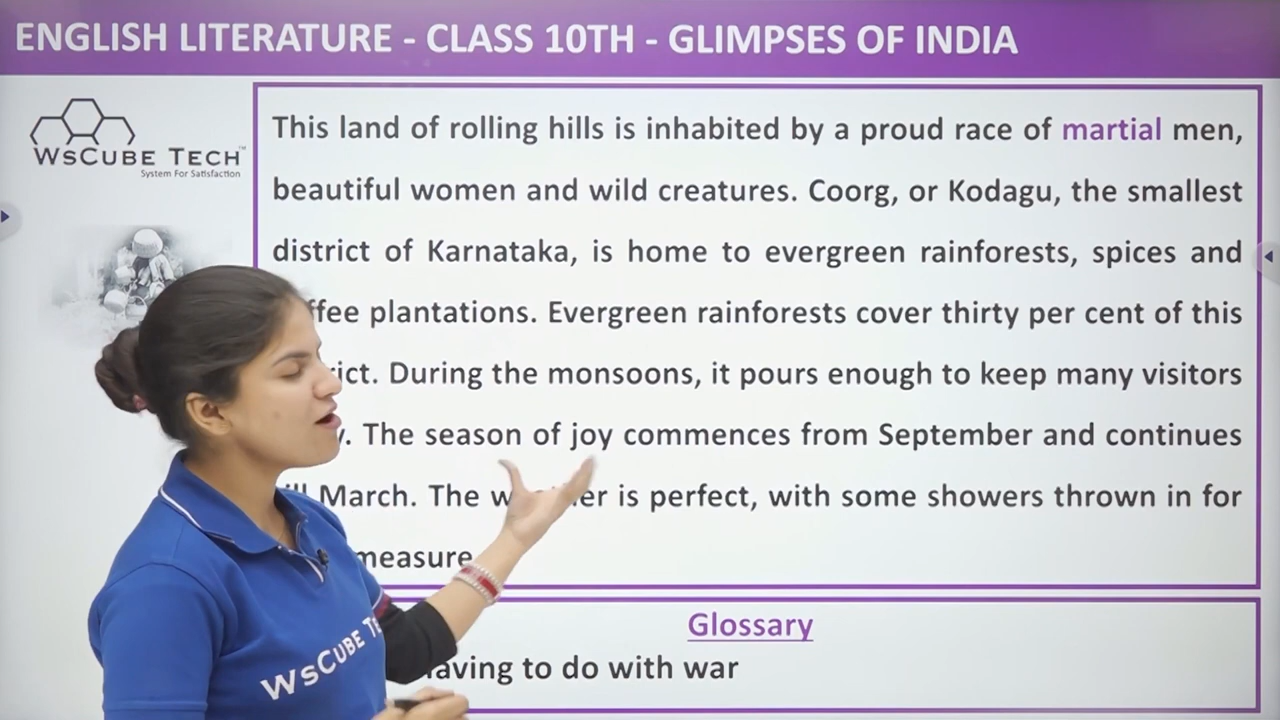 ENGLISH LITERATURE - CLASS 10TH - GLIMPSES OF INDIA
WSCUBE TECH
System For Satisfaction
This land of rolling hills is inhabited by a proud race of martial men,
beautiful women and wild creatures. Coorg, or Kodagu, the smallest
district of Karnataka, is home to evergreen rainforests, spices and
plantations. Evergreen rainforests cover thirty per cent of this
During the monsoons, it pours enough to keep many visitors
The season of joy commences from September and continues
March. The is perfect, with some showers thrown in for
measure
Glossary
having to do with war
WSCUBE